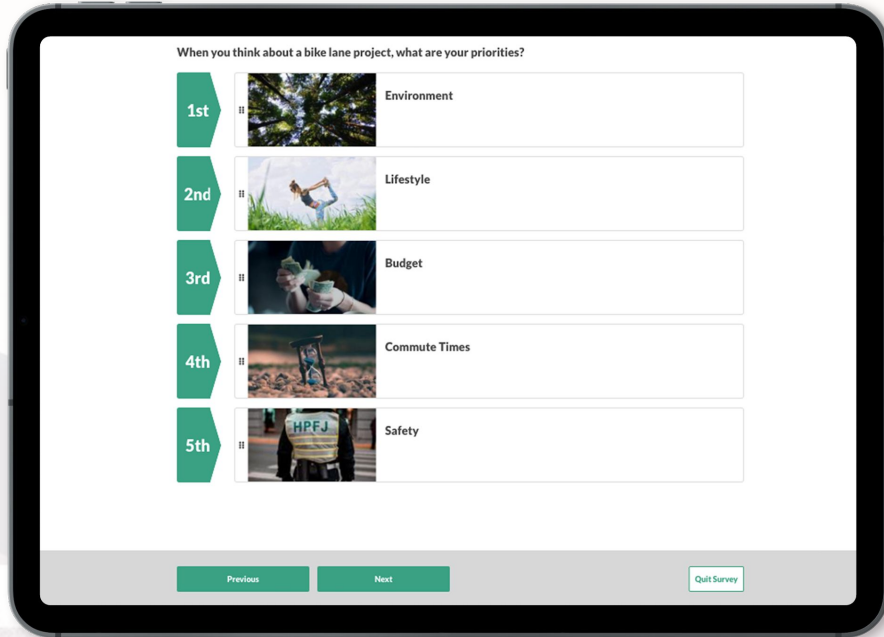 When you think about a bike lane project, what are your priorities?
1st
Environment
2nd
Lifestyle
3rd
Budget
4th
Commute Times
5th
HPFJ
Safety
Previous
Next
Quit Survey